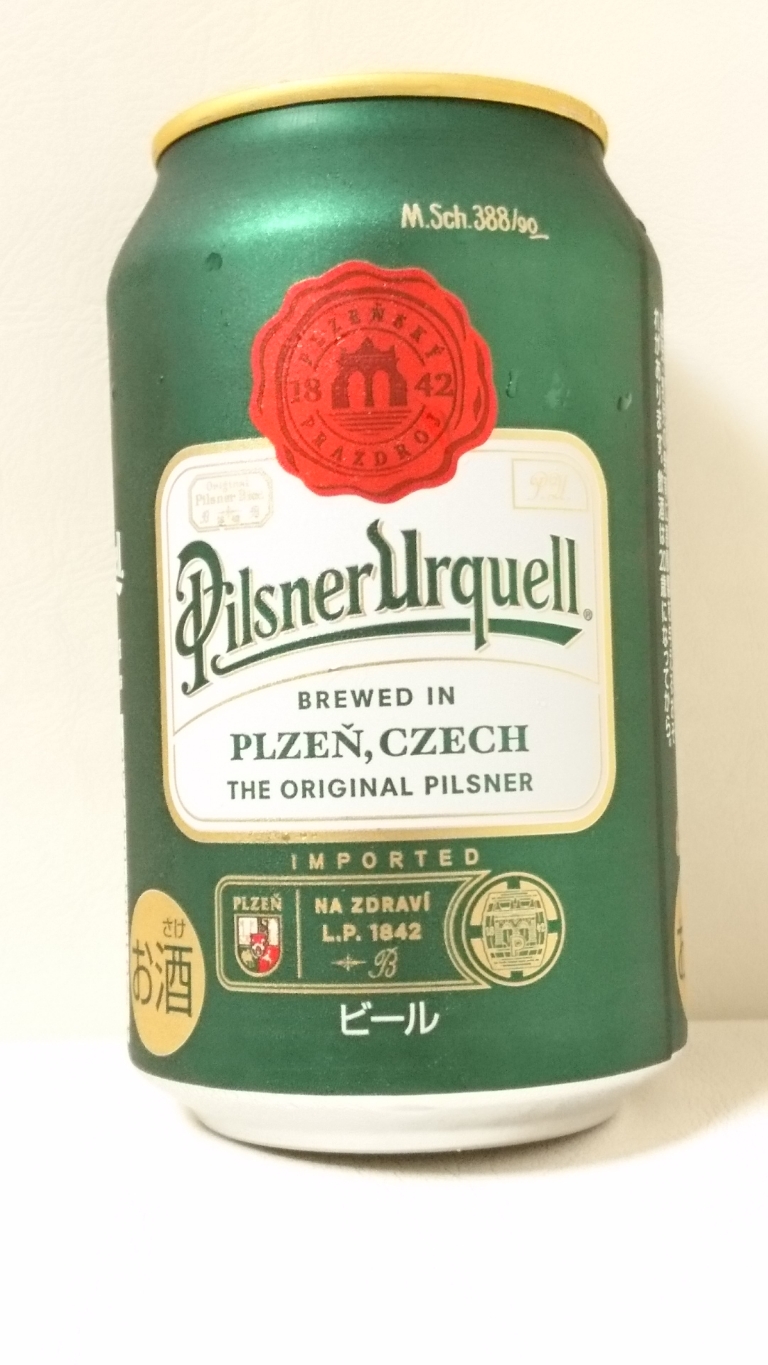 M.Sch.388/90
PLZEŇSKÝ
18 42
PRAZDROJ
Original
Pilsner Bier.
Pilsner Urquell®
BREWED IN
PLZEŇ, CZECH
THE ORIGINAL PILSNER
IMPORTED
PLZEŇ
NA ZDRAVÍ
L.P. 1842
B
さけ
お酒
ビール